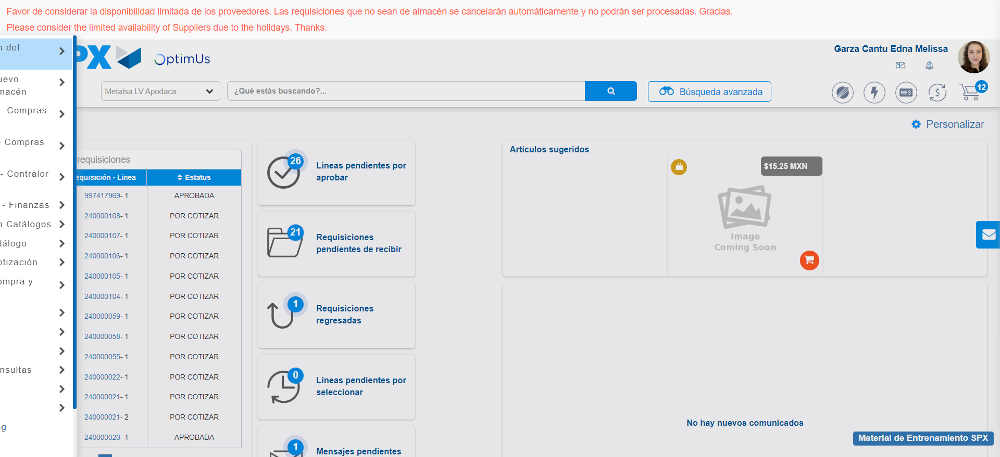 Favor de considerar la disponibilidad limitada de los proveedores. Las requisiciones que no sean de almacén se cancelarán automáticamente y no podrán ser procesadas. Gracias.
Please consider the limited availability of Suppliers due to the holidays. Thanks.
del
macén
- Compras
- Compras
- Contralor
- Finanzas
Catálogos
ompra y
PX
OptimUs
Garza Cantu Edna Melissa
1
Metalsa LV Apodaca
¿Qué estás buscando?...
Búsqueda avanzada
12
Personalizar
requisiciones
equisición - Línea
Estatus
997417969- 1 APROBADA
240000108- 1 POR COTIZAR
240000107- 1 POR COTIZAR
240000106- 1 POR COTIZAR
240000105- 1 POR COTIZAR
240000104- 1 POR COTIZAR
240000059- 1 POR COTIZAR
240000058- 1 POR COTIZAR
240000055- 1 POR COTIZAR
240000022- 1 POR COTIZAR
240000021- 1 POR COTIZAR
240000021- 2 POR COTIZAR
240000020- 1 APROBADA
26
Lineas pendientes por
aprobar
21
Requisiciones
pendientes de recibir
1
Requisiciones
regresadas
0
Lineas pendientes por
seleccionar
1
Mensajes pendientes
Artículos sugeridos
$15.25 MXN
Image
Coming Soon
No hay nuevos comunicados
Material de Entrenamiento SPX